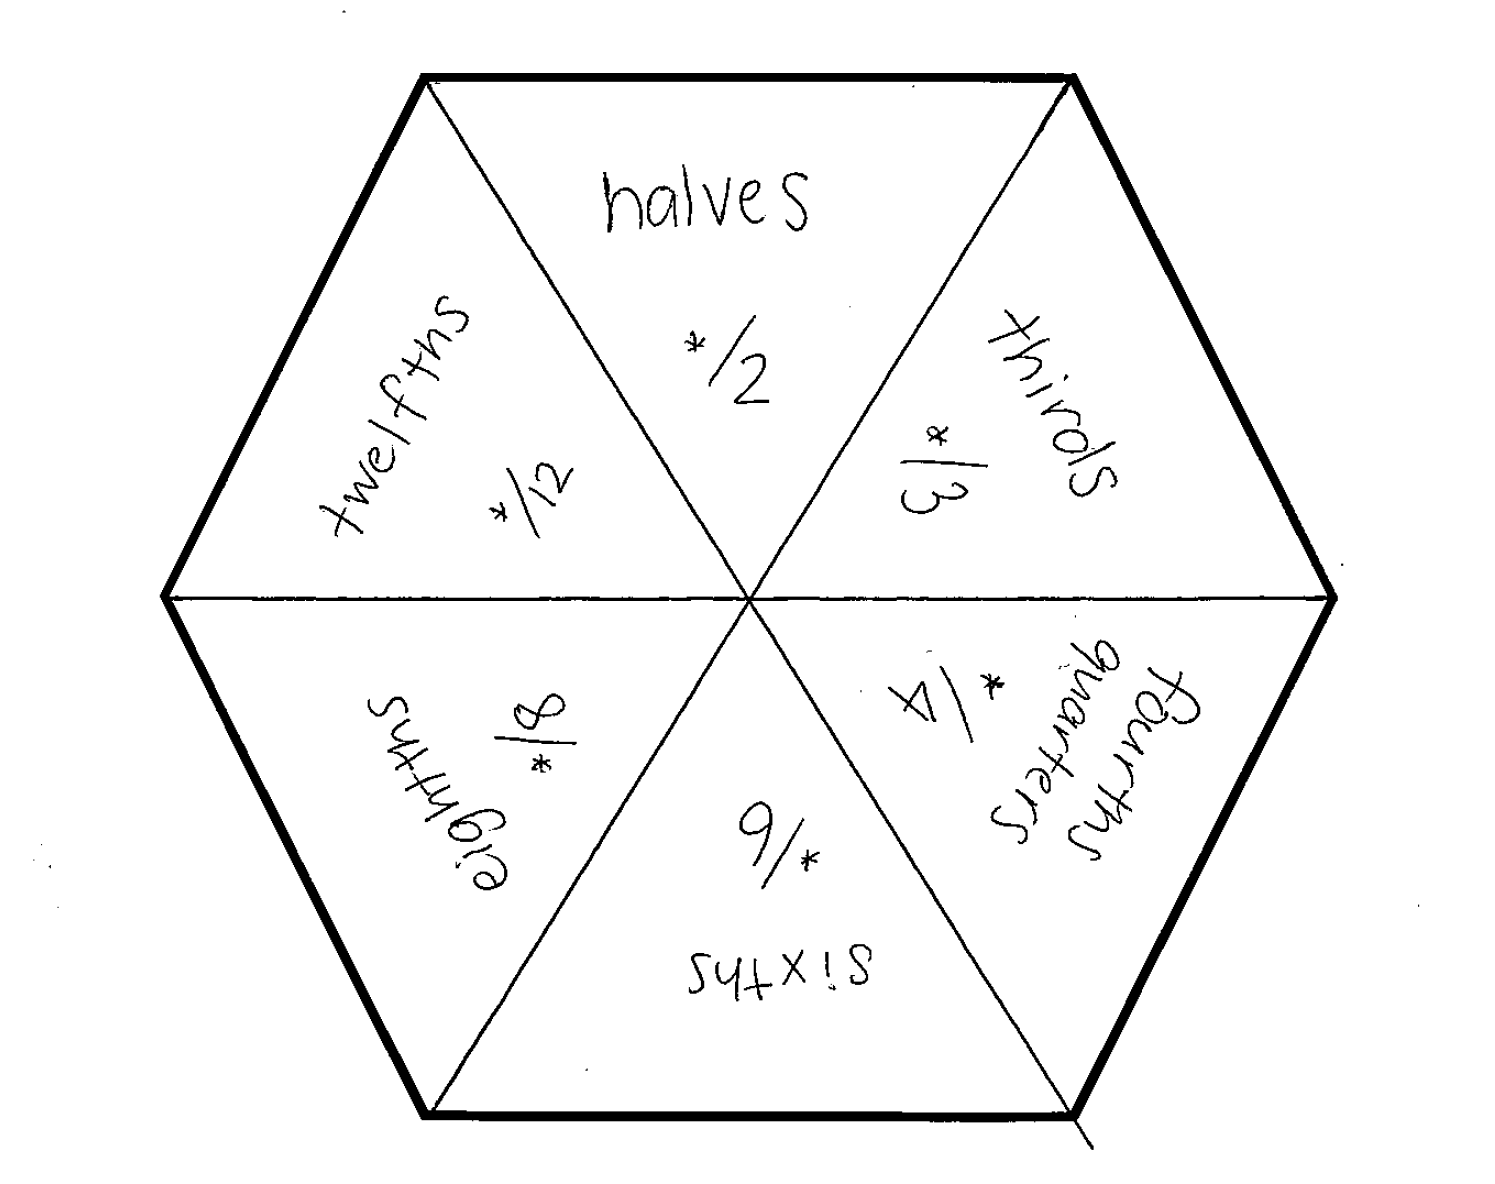 halves
*/2
thirds
*/3
fourths
quarters
*/4
sixths
*/6
eighths
*/8
twelfths
*/12